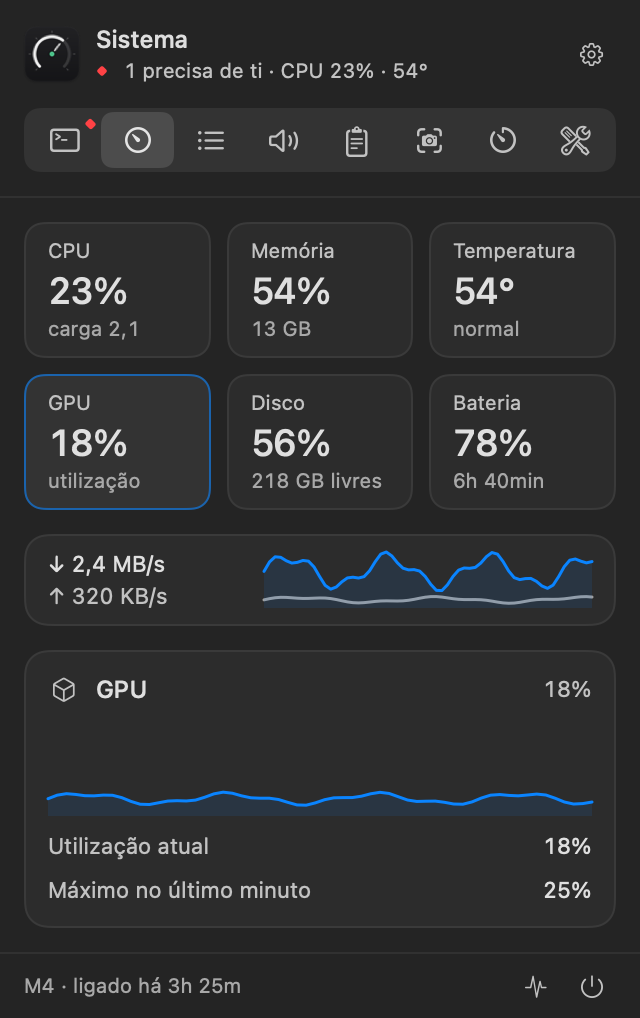 Sistema
1 precisa de ti · CPU 23% · 54°
CPU
23%
carga 2,1
Memória
54%
13 GB
Temperatura
54°
normal
GPU
18%
utilização
Disco
56%
218 GB livres
Bateria
78%
6h 40min
↓ 2,4 MB/s
↑ 320 KB/s
GPU 18%
Utilização atual 18%
Máximo no último minuto 25%
M4 · ligado há 3h 25m